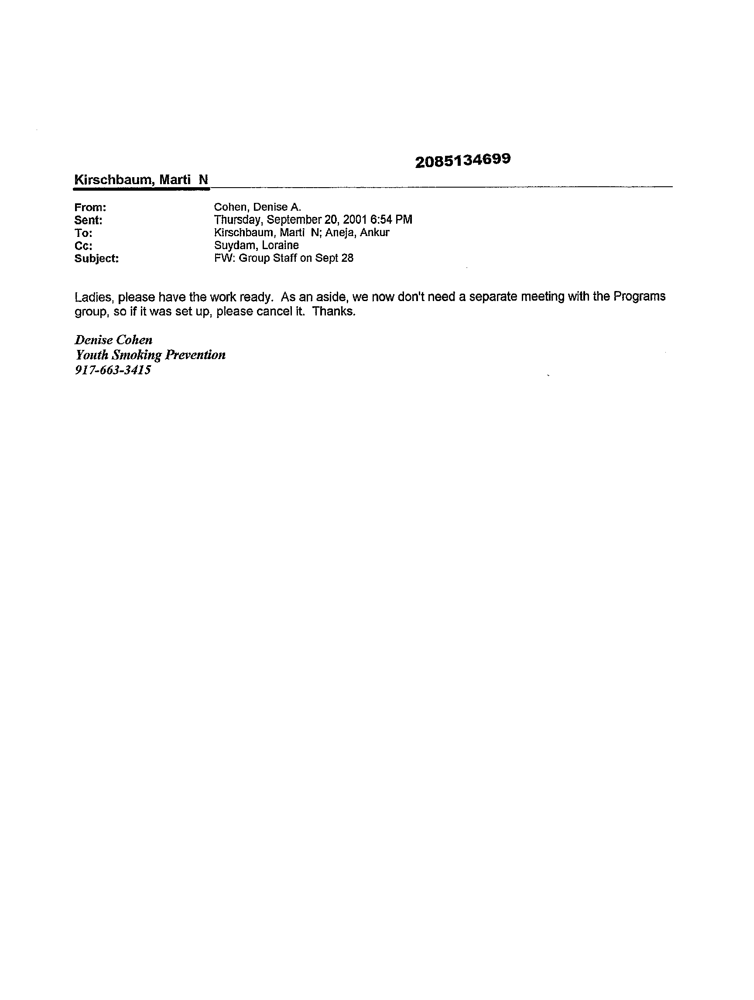 2085134699
Kirschbaum, Marti N
From: Cohen, Denise A.
Sent: Thursday, September 20, 2001 6:54 PM
To: Kirschbaum, Marti N; Aneja, Ankur
Cc: Suydam, Loraine
Subject: FW: Group Staff on Sept 28
Ladies, please have the work ready. As an aside, we now don't need a separate meeting with the Programs
group, so if it was set up, please cancel it. Thanks.
Denise Cohen
Youth Smoking Prevention
917-663-3415